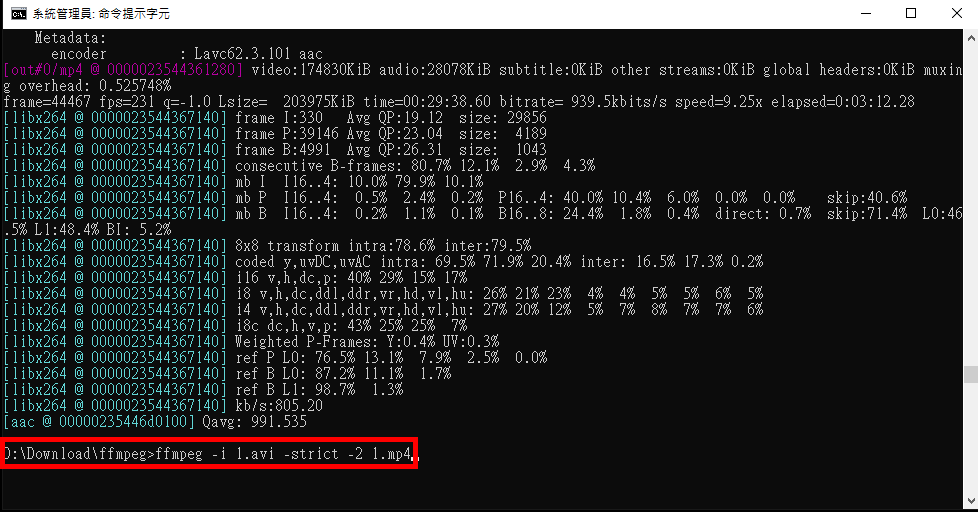 系統管理員: 命令提示字元
Metadata:
encoder : Lavc62.3.101 aac
[out#0/mp4 @ 0000023544361280] video:174830KiB audio:28078KiB subtitle:0KiB other streams:0KiB global headers:0KiB muxin
g overhead: 0.525748%
frame=44467 fps=231 q=-1.0 Lsize= 203975KiB time=00:29:38.60 bitrate= 939.5kbits/s speed=9.25x elapsed=0:03:12.28
[libx264 @ 0000023544367140] frame I:330 Avg QP:19.12 size: 29856
[libx264 @ 0000023544367140] frame P:39146 Avg QP:23.04 size: 4189
[libx264 @ 0000023544367140] frame B:4991 Avg QP:26.31 size: 1043
[libx264 @ 0000023544367140] consecutive B-frames: 80.7% 12.1% 2.9% 4.3%
[libx264 @ 0000023544367140] mb I I16..4: 10.0% 79.9% 10.1%
[libx264 @ 0000023544367140] mb P I16..4: 0.5% 2.4% 0.2% P16..4: 40.0% 10.4% 6.0% 0.0% 0.0% skip:40.6%
[libx264 @ 0000023544367140] mb B I16..4: 0.2% 1.1% 0.1% B16..8: 24.4% 1.8% 0.4% direct: 0.7% skip:71.4% L0:46
.5% L1:48.4% BI: 5.2%
[libx264 @ 0000023544367140] 8x8 transform intra:78.6% inter:79.5%
[libx264 @ 0000023544367140] coded y,uvDC,uvAC intra: 69.5% 71.9% 20.4% inter: 16.5% 17.3% 0.2%
[libx264 @ 0000023544367140] i16 v,h,dc,p: 40% 29% 15% 17%
[libx264 @ 0000023544367140] i8 v,h,dc,ddl,ddr,vr,hd,vl,hu: 26% 21% 23% 4% 4% 5% 5% 6% 5%
[libx264 @ 0000023544367140] i4 v,h,dc,ddl,ddr,vr,hd,vl,hu: 27% 20% 12% 5% 7% 8% 7% 7% 6%
[libx264 @ 0000023544367140] i8c dc,h,v,p: 43% 25% 25% 7%
[libx264 @ 0000023544367140] Weighted P-Frames: Y:0.4% UV:0.3%
[libx264 @ 0000023544367140] ref P L0: 76.5% 13.1% 7.9% 2.5% 0.0%
[libx264 @ 0000023544367140] ref B L0: 87.2% 11.1% 1.7%
[libx264 @ 0000023544367140] ref B L1: 98.7% 1.3%
[libx264 @ 0000023544367140] kb/s:805.20
[aac @ 00000235446d0100] Qavg: 991.535
D:\Download\ffmpeg>ffmpeg -i 1.avi -strict -2 1.mp4